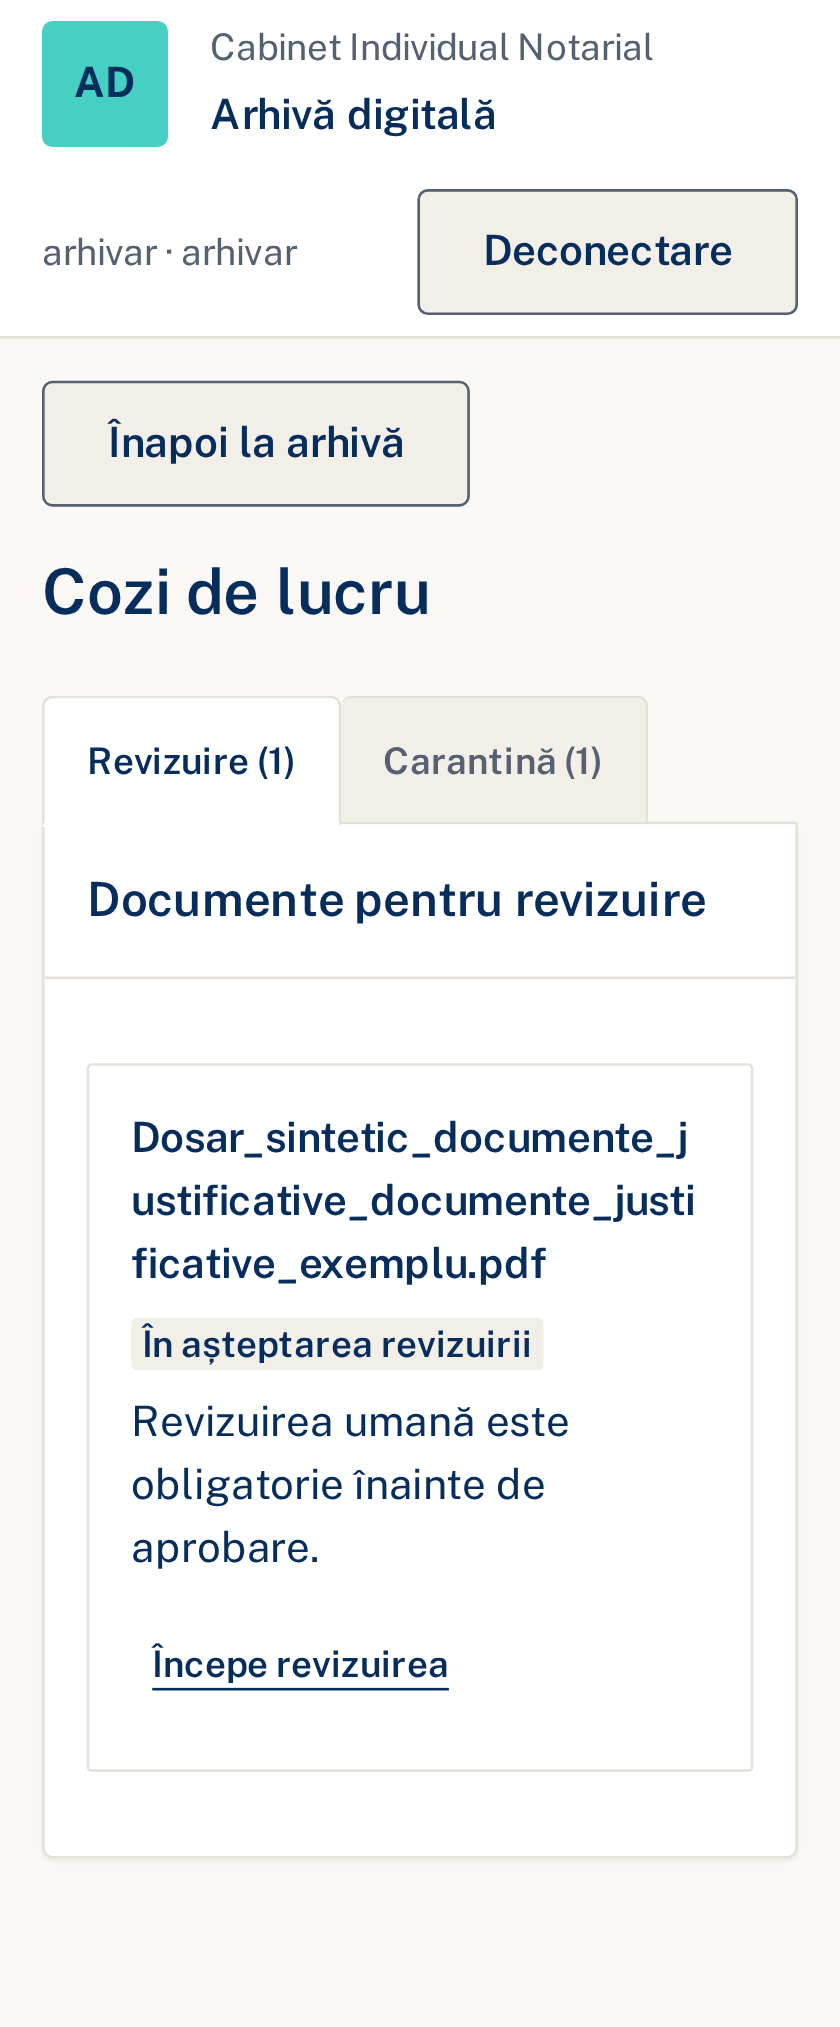 AD
Cabinet Individual Notarial
Arhivă digitală
arhivar · arhivar
Deconectare
Înapoi la arhivă
Cozi de lucru
Revizuire (1)
Carantină (1)
Documente pentru revizuire
Dosar_sintetic_documente_j
ustificative_documente_justi
ficative_exemplu.pdf
În așteptarea revizuirii
Revizuirea umană este
obligatorie înainte de
aprobare.
Începe revizuirea